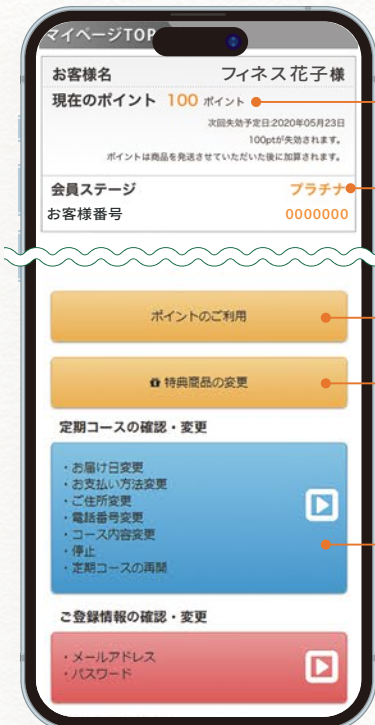 マイページTOP
お客様名 フィネス花子様
現在のポイント 100 ポイント
次回失効予定日:2020年05月23日
100ptが失効されます。
ポイントは商品を発送させていただいた後に加算されます。
会員ステージ プラチナ
お客様番号 0000000
ポイントのご利用
特典商品の変更
定期コースの確認・変更
・お届け日変更
・お支払い方法変更
・ご住所変更
・電話番号変更
・コース内容変更
・停止
・定期コースの再開
ご登録情報の確認・変更
・メールアドレス
・パスワード